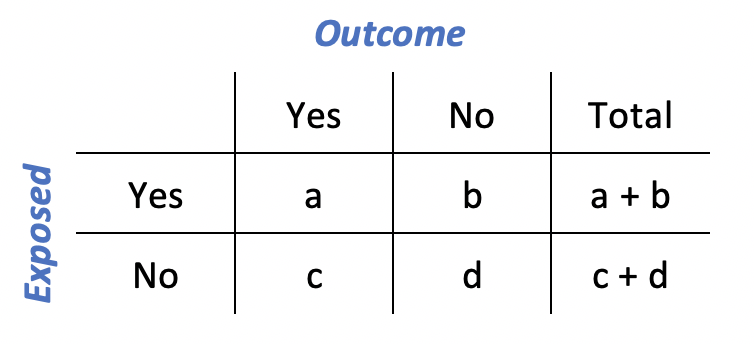 Outcome
Yes No Total
Exposed
Yes a b a + b
No c d c + d